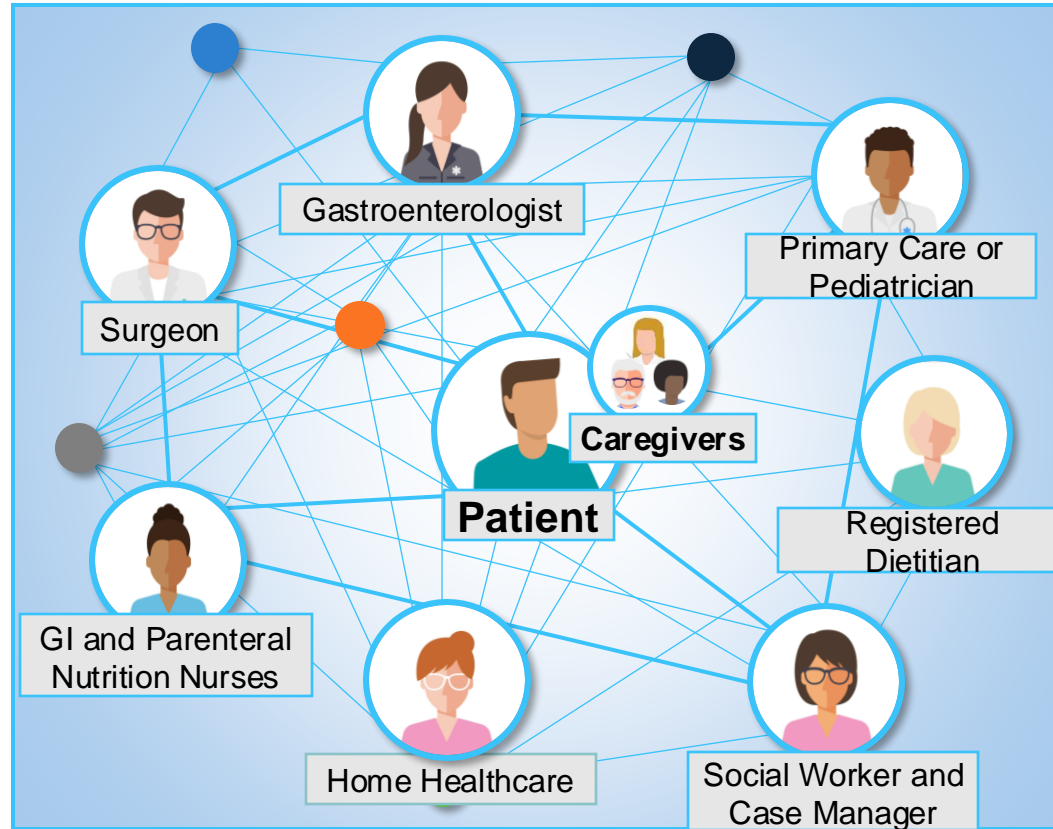 Gastroenterologist
Primary Care or
Pediatrician
Surgeon
Caregivers
Patient
Registered
Dietitian
GI and Parenteral
Nutrition Nurses
Home Healthcare
Social Worker and
Case Manager